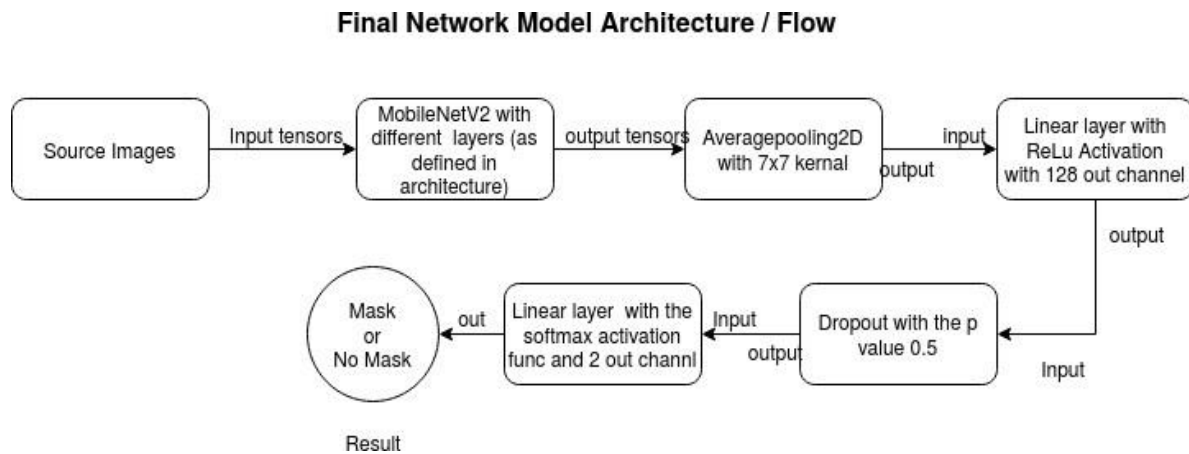 Final Network Model Architecture / Flow
Source Images
Input tensors
MobileNetV2 with
different layers (as
defined in
architecture)
output tensors
Averagepooling2D
with 7x7 kernal
output
input
Linear layer with
ReLu Activation
with 128 out channel
output
Input
Dropout with the p
value 0.5
output
Input
Linear layer with the
softmax activation
func and 2 out channl
out
Mask
or
No Mask
Result